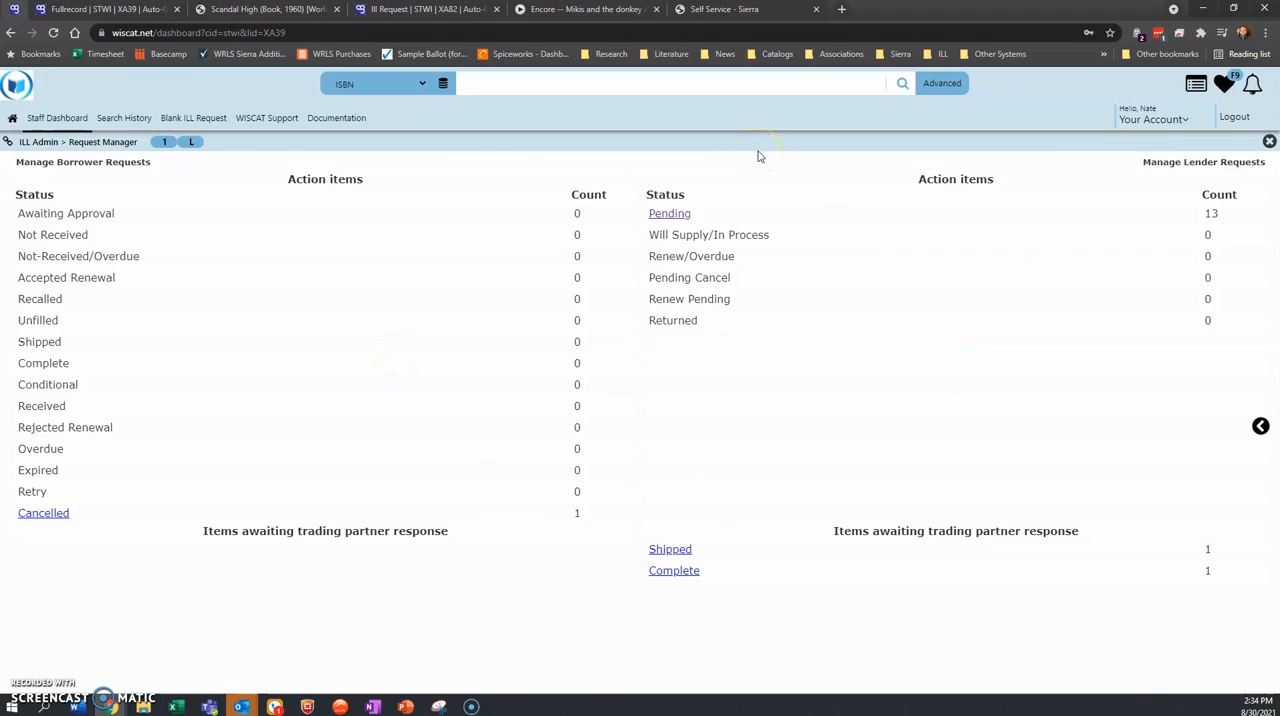 Fullrecord | STWI | XA39 | Auto-G
Scandal High (Book, 1960) [Worl
Ill Request | STWI | XA82 | Auto-G
Encore -- Mikis and the donkey /
Self Service - Sierra
wiscat.net/dashboard?cid=stwi&lid=XA39
Bookmarks
Timesheet
WRLS Sierra Admin...
WRLS Purchases
Sample Ballot (for...
Spiceworks - Dashb...
Research
Literature
News
Catalogs
Associations
Sierra
ILL
Other Systems
»
Other bookmarks
Reading list
ISBN
Advanced
F9
Staff Dashboard
Search History
Blank ILL Request
WISCAT Support
Documentation
Hello, Nate
Your Account
Logout
ILL Admin > Request Manager
1
L
Manage Borrower Requests
Manage Lender Requests
Action items
Status Count
Awaiting Approval 0
Not Received 0
Not-Received/Overdue 0
Accepted Renewal 0
Recalled 0
Unfilled 0
Shipped 0
Complete 0
Conditional 0
Received 0
Rejected Renewal 0
Overdue 0
Expired 0
Retry 0
Cancelled 1
Items awaiting trading partner response
Action items
Status Count
Pending 13
Will Supply/In Process 0
Renew/Overdue 0
Pending Cancel 0
Renew Pending 0
Returned 0
Items awaiting trading partner response
Shipped 1
Complete 1
RECORDED WITH
SCREENCAST MATIC
2:34 PM
8/30/2021